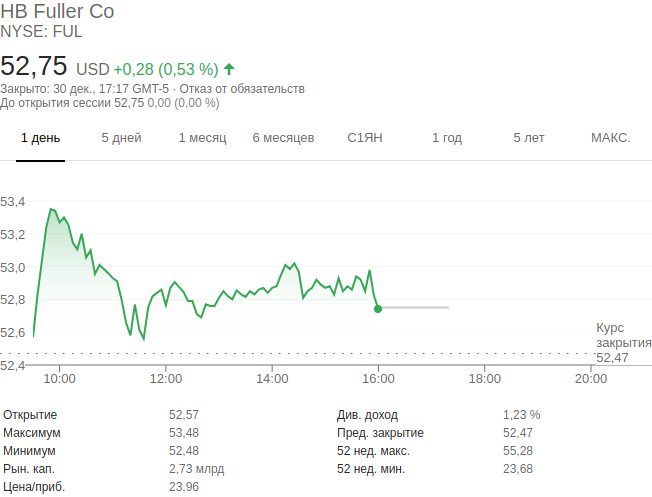 HB Fuller Co
NYSE: FUL
52,75 USD +0,28 (0,53 %)
Закрыто: 30 дек., 17:17 GMT-5 · Отказ от обязательств
До открытия сессии 52,75 0,00 (0,00 %)
1 день 5 дней 1 месяц 6 месяцев С1ЯН 1 год 5 лет МАКС.
53,4
53,2
53,0
52,8
52,6
52,4
Курс
закрытия
52,47
10:00 12:00 14:00 16:00 18:00 20:00
Открытие 52,57 Див. доход 1,23 %
Максимум 53,48 Пред. закрытие 52,47
Минимум 52,48 52 нед. макс. 55,28
Рын. кап. 2,73 млрд 52 нед. мин. 23,68
Цена/приб. 23,96